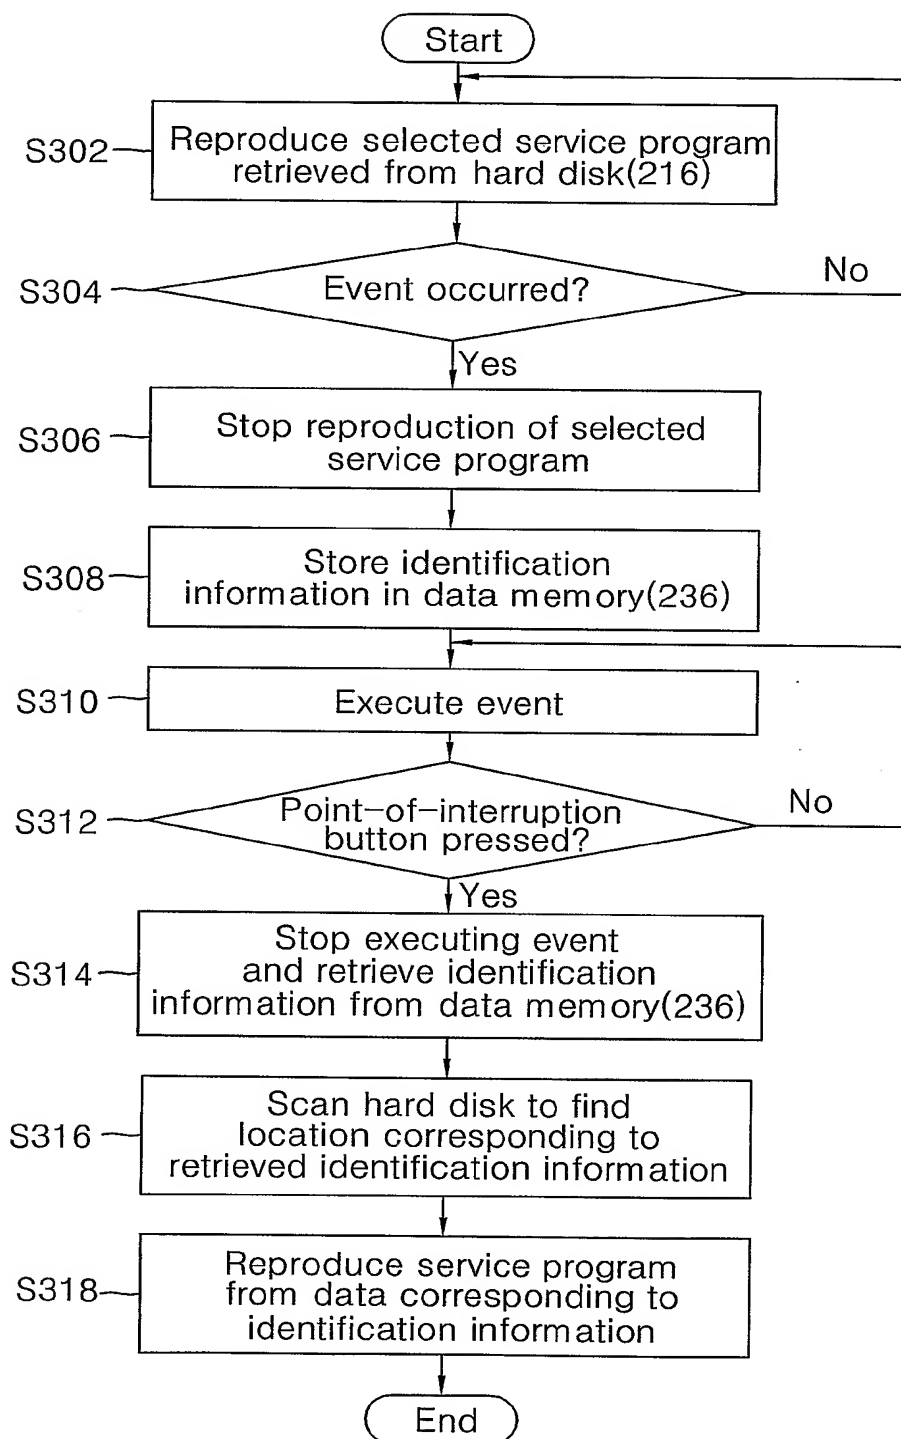 Start
S302
Reproduce selected service program
retrieved from hard disk(216)
S304
Event occurred?
No
Yes
S306
Stop reproduction of selected
service program
S308
Store identification
information in data memory(236)
S310
Execute event
S312
Point-of-interruption
button pressed?
No
Yes
S314
Stop executing event
and retrieve identification
information from data memory(236)
S316
Scan hard disk to find
location corresponding to
retrieved identification information
S318
Reproduce service program
from data corresponding to
identification information
End